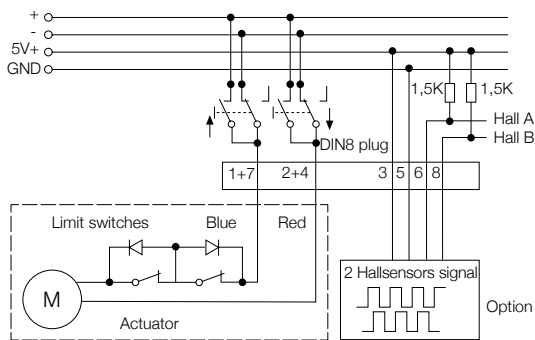 +
-
5V+
GND
1,5K 1,5K
Hall A
Hall B
DIN8 plug
1+7 2+4 3 5 6 8
Limit switches Blue Red
M
Actuator
2 Hallsensors signal
Option